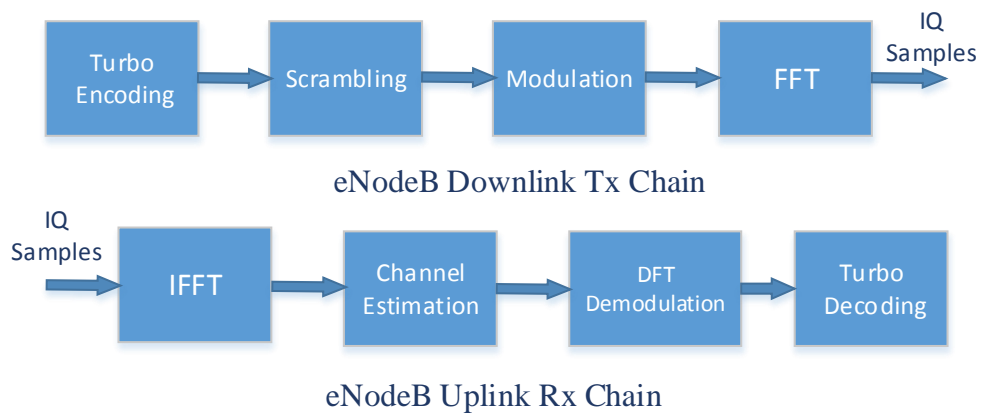 Turbo
Encoding
Scrambling
Modulation
FFT
IQ
Samples
eNodeB Downlink Tx Chain
IQ
Samples
IFFT
Channel
Estimation
DFT
Demodulation
Turbo
Decoding
eNodeB Uplink Rx Chain